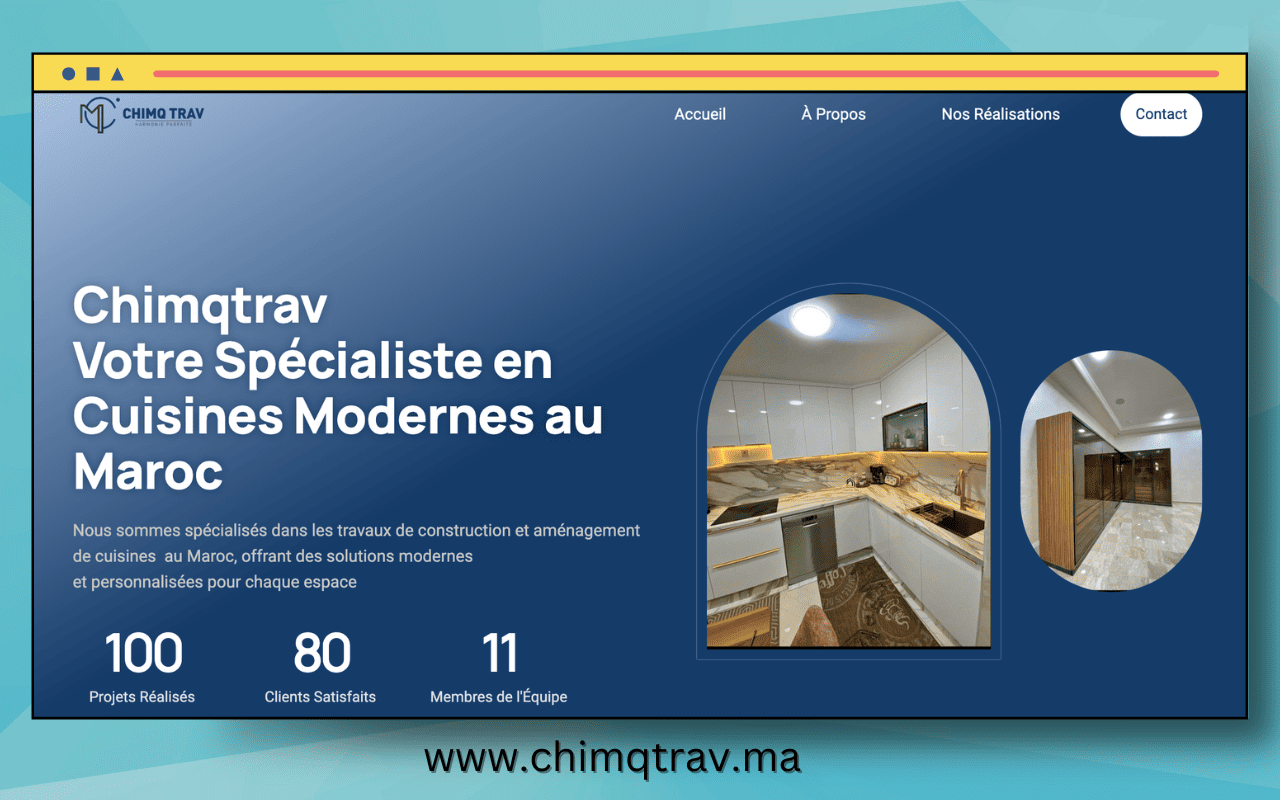 CHIMQ TRAV
HARMONIE PARFAITE
Accueil
À Propos
Nos Réalisations
Contact
Chimqtrav
Votre Spécialiste en
Cuisines Modernes au
Maroc
Nous sommes spécialisés dans les travaux de construction et aménagement
de cuisines au Maroc, offrant des solutions modernes
et personnalisées pour chaque espace
100
Projets Réalisés
80
Clients Satisfaits
11
Membres de l'Équipe
www.chimqtrav.ma